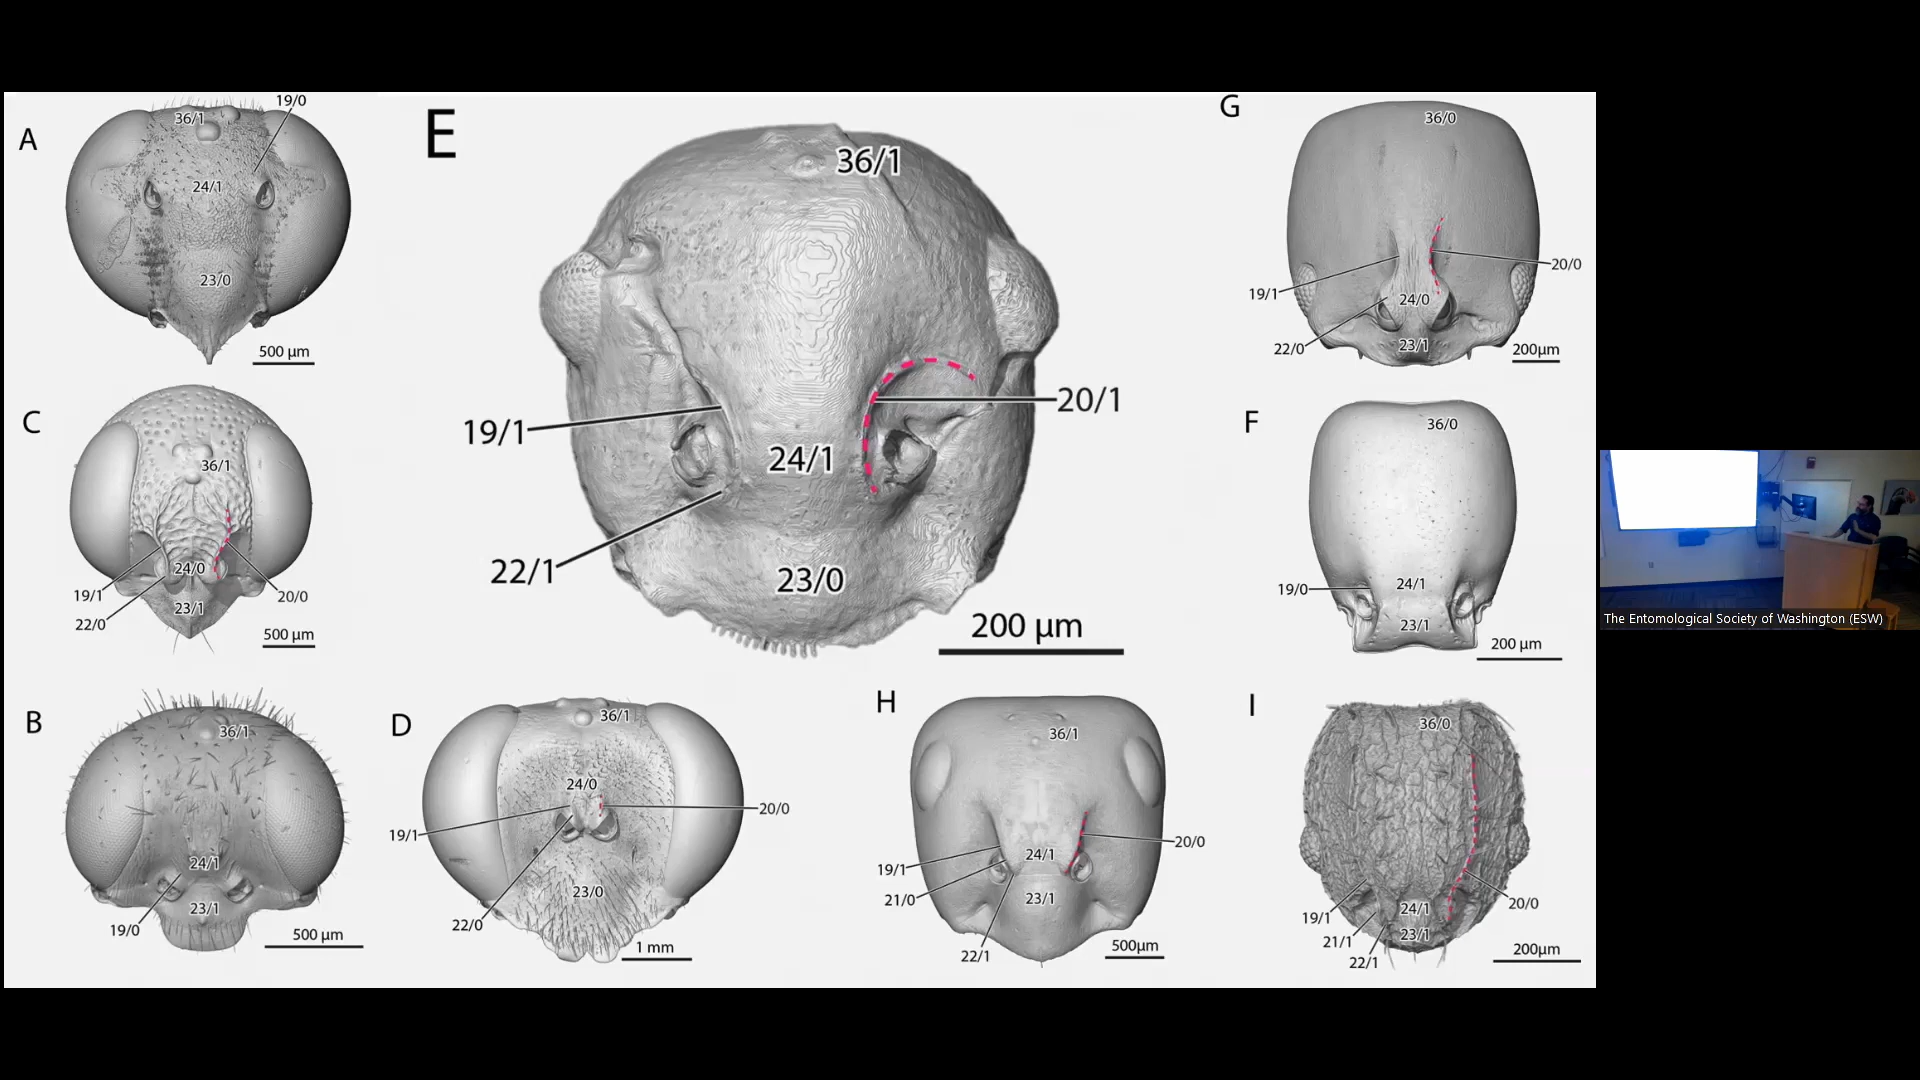 A
19/0
36/1
24/1
23/0
500 µm
C
36/1
24/0
19/1
23/1
20/0
22/0
500 µm
B
36/1
24/1
23/1
19/0
500 µm
D
36/1
24/0
20/0
19/1
23/0
22/0
1 mm
E
36/1
20/1
19/1
24/1
22/1
23/0
200 µm
G
36/0
20/0
19/1
24/0
23/1
22/0
200µm
F
36/0
19/0
24/1
23/1
200 µm
H
36/1
20/0
24/1
19/1
21/0
23/1
22/1
500µm
I
36/0
20/0
24/1
19/1
23/1
21/1
22/1
200µm
The Entomological Society of Washington (ESW)